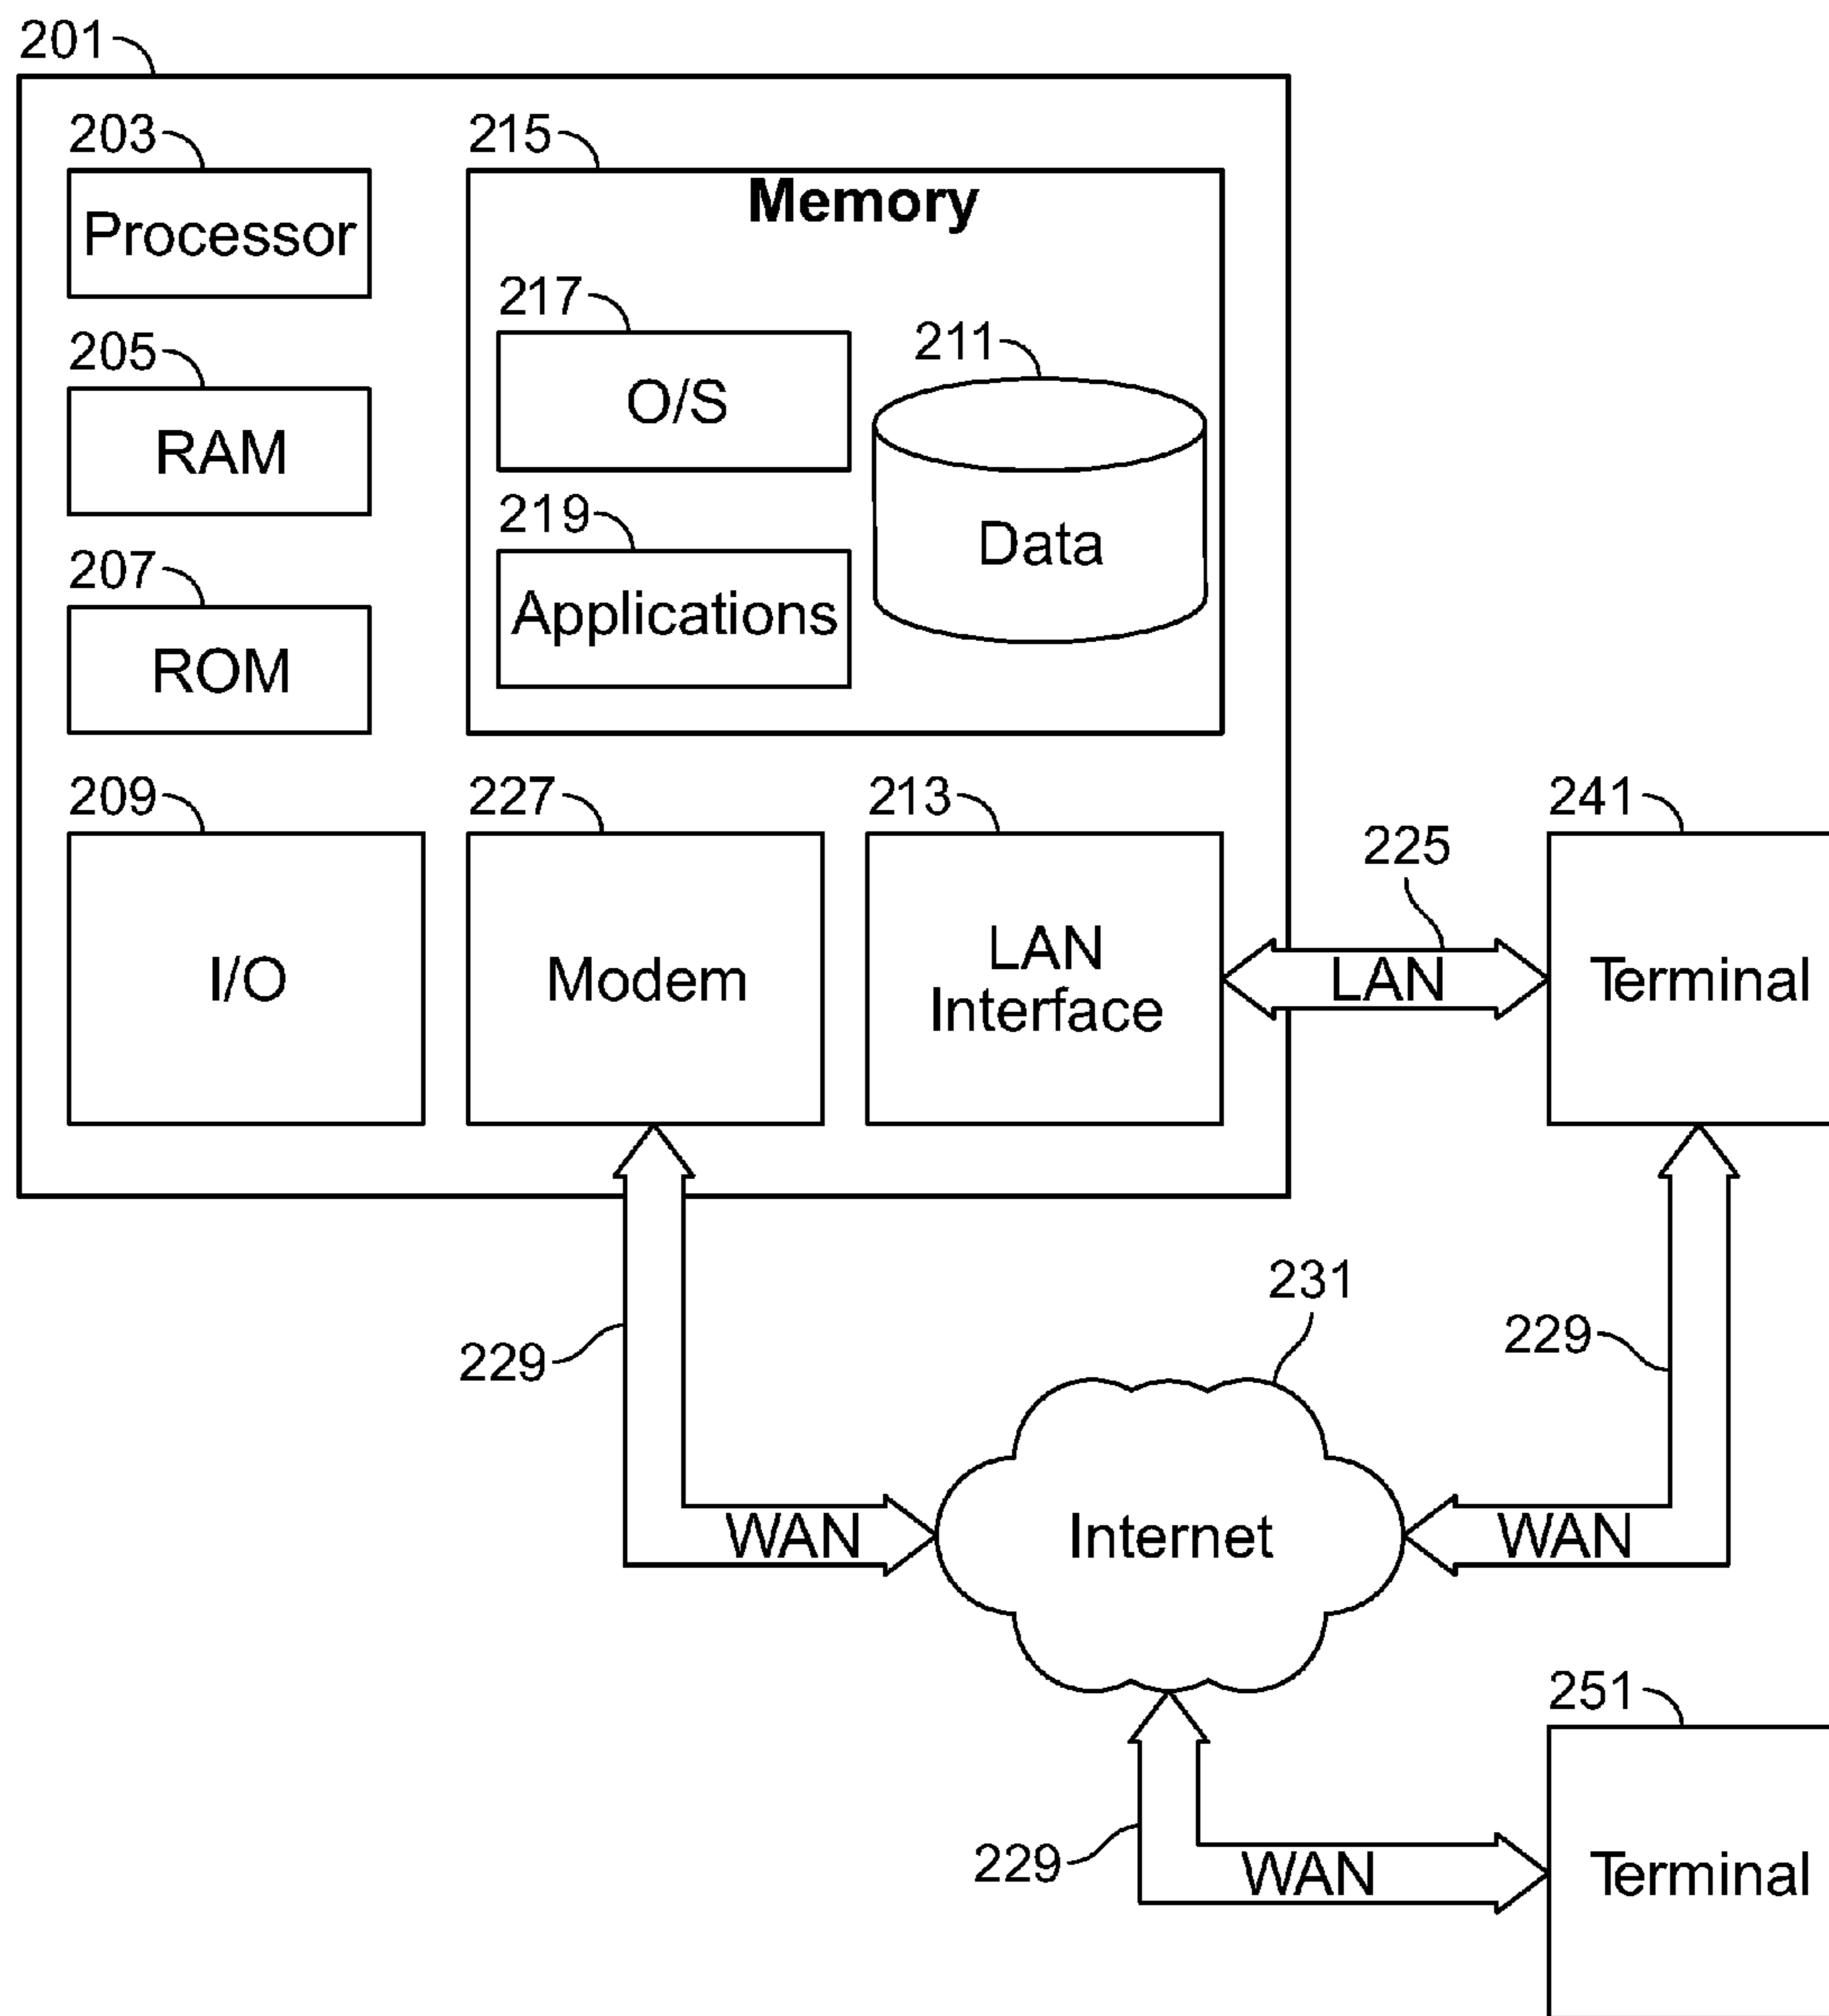 201
203
215
Processor
Memory
217
211
205
O/S
RAM
219
Data
207
Applications
ROM
209
227
213
241
225
I/O
Modem
LAN
Interface
LAN
Terminal
231
229
229
WAN
Internet
WAN
251
229
WAN
Terminal